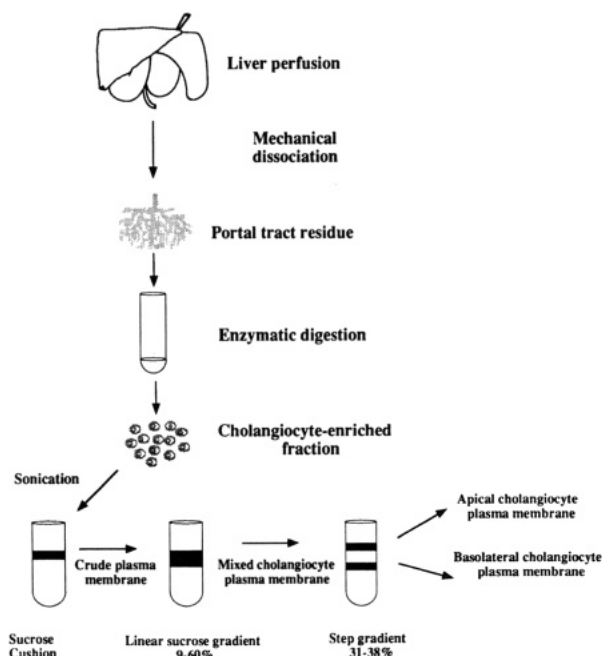 Liver perfusion
Mechanical
dissociation
Portal tract residue
Enzymatic digestion
Cholangiocyte-enriched
fraction
Sonication
Apical cholangiocyte
plasma membrane
Crude plasma
membrane
Mixed cholangiocyte
plasma membrane
Basolateral cholangiocyte
plasma membrane
Sucrose
Cushion
Linear sucrose gradient
9-60%
Step gradient
31-38%